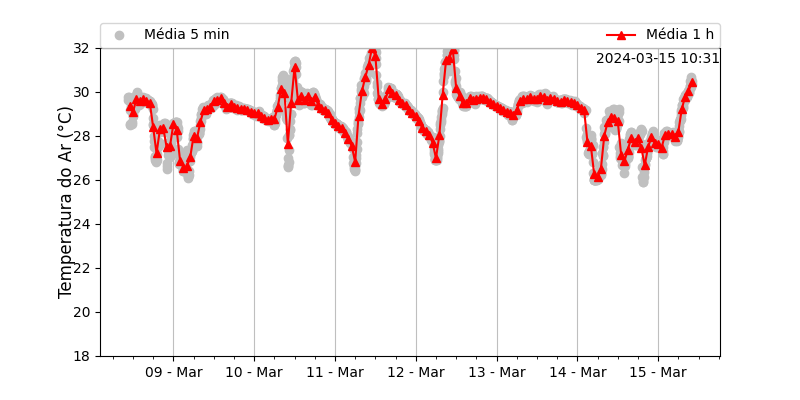 Média 5 min
Média 1 h
2024-03-15 10:31
Temperatura do Ar (°C)
32
30
28
26
24
22
20
18
09 - Mar
10 - Mar
11 - Mar
12 - Mar
13 - Mar
14 - Mar
15 - Mar